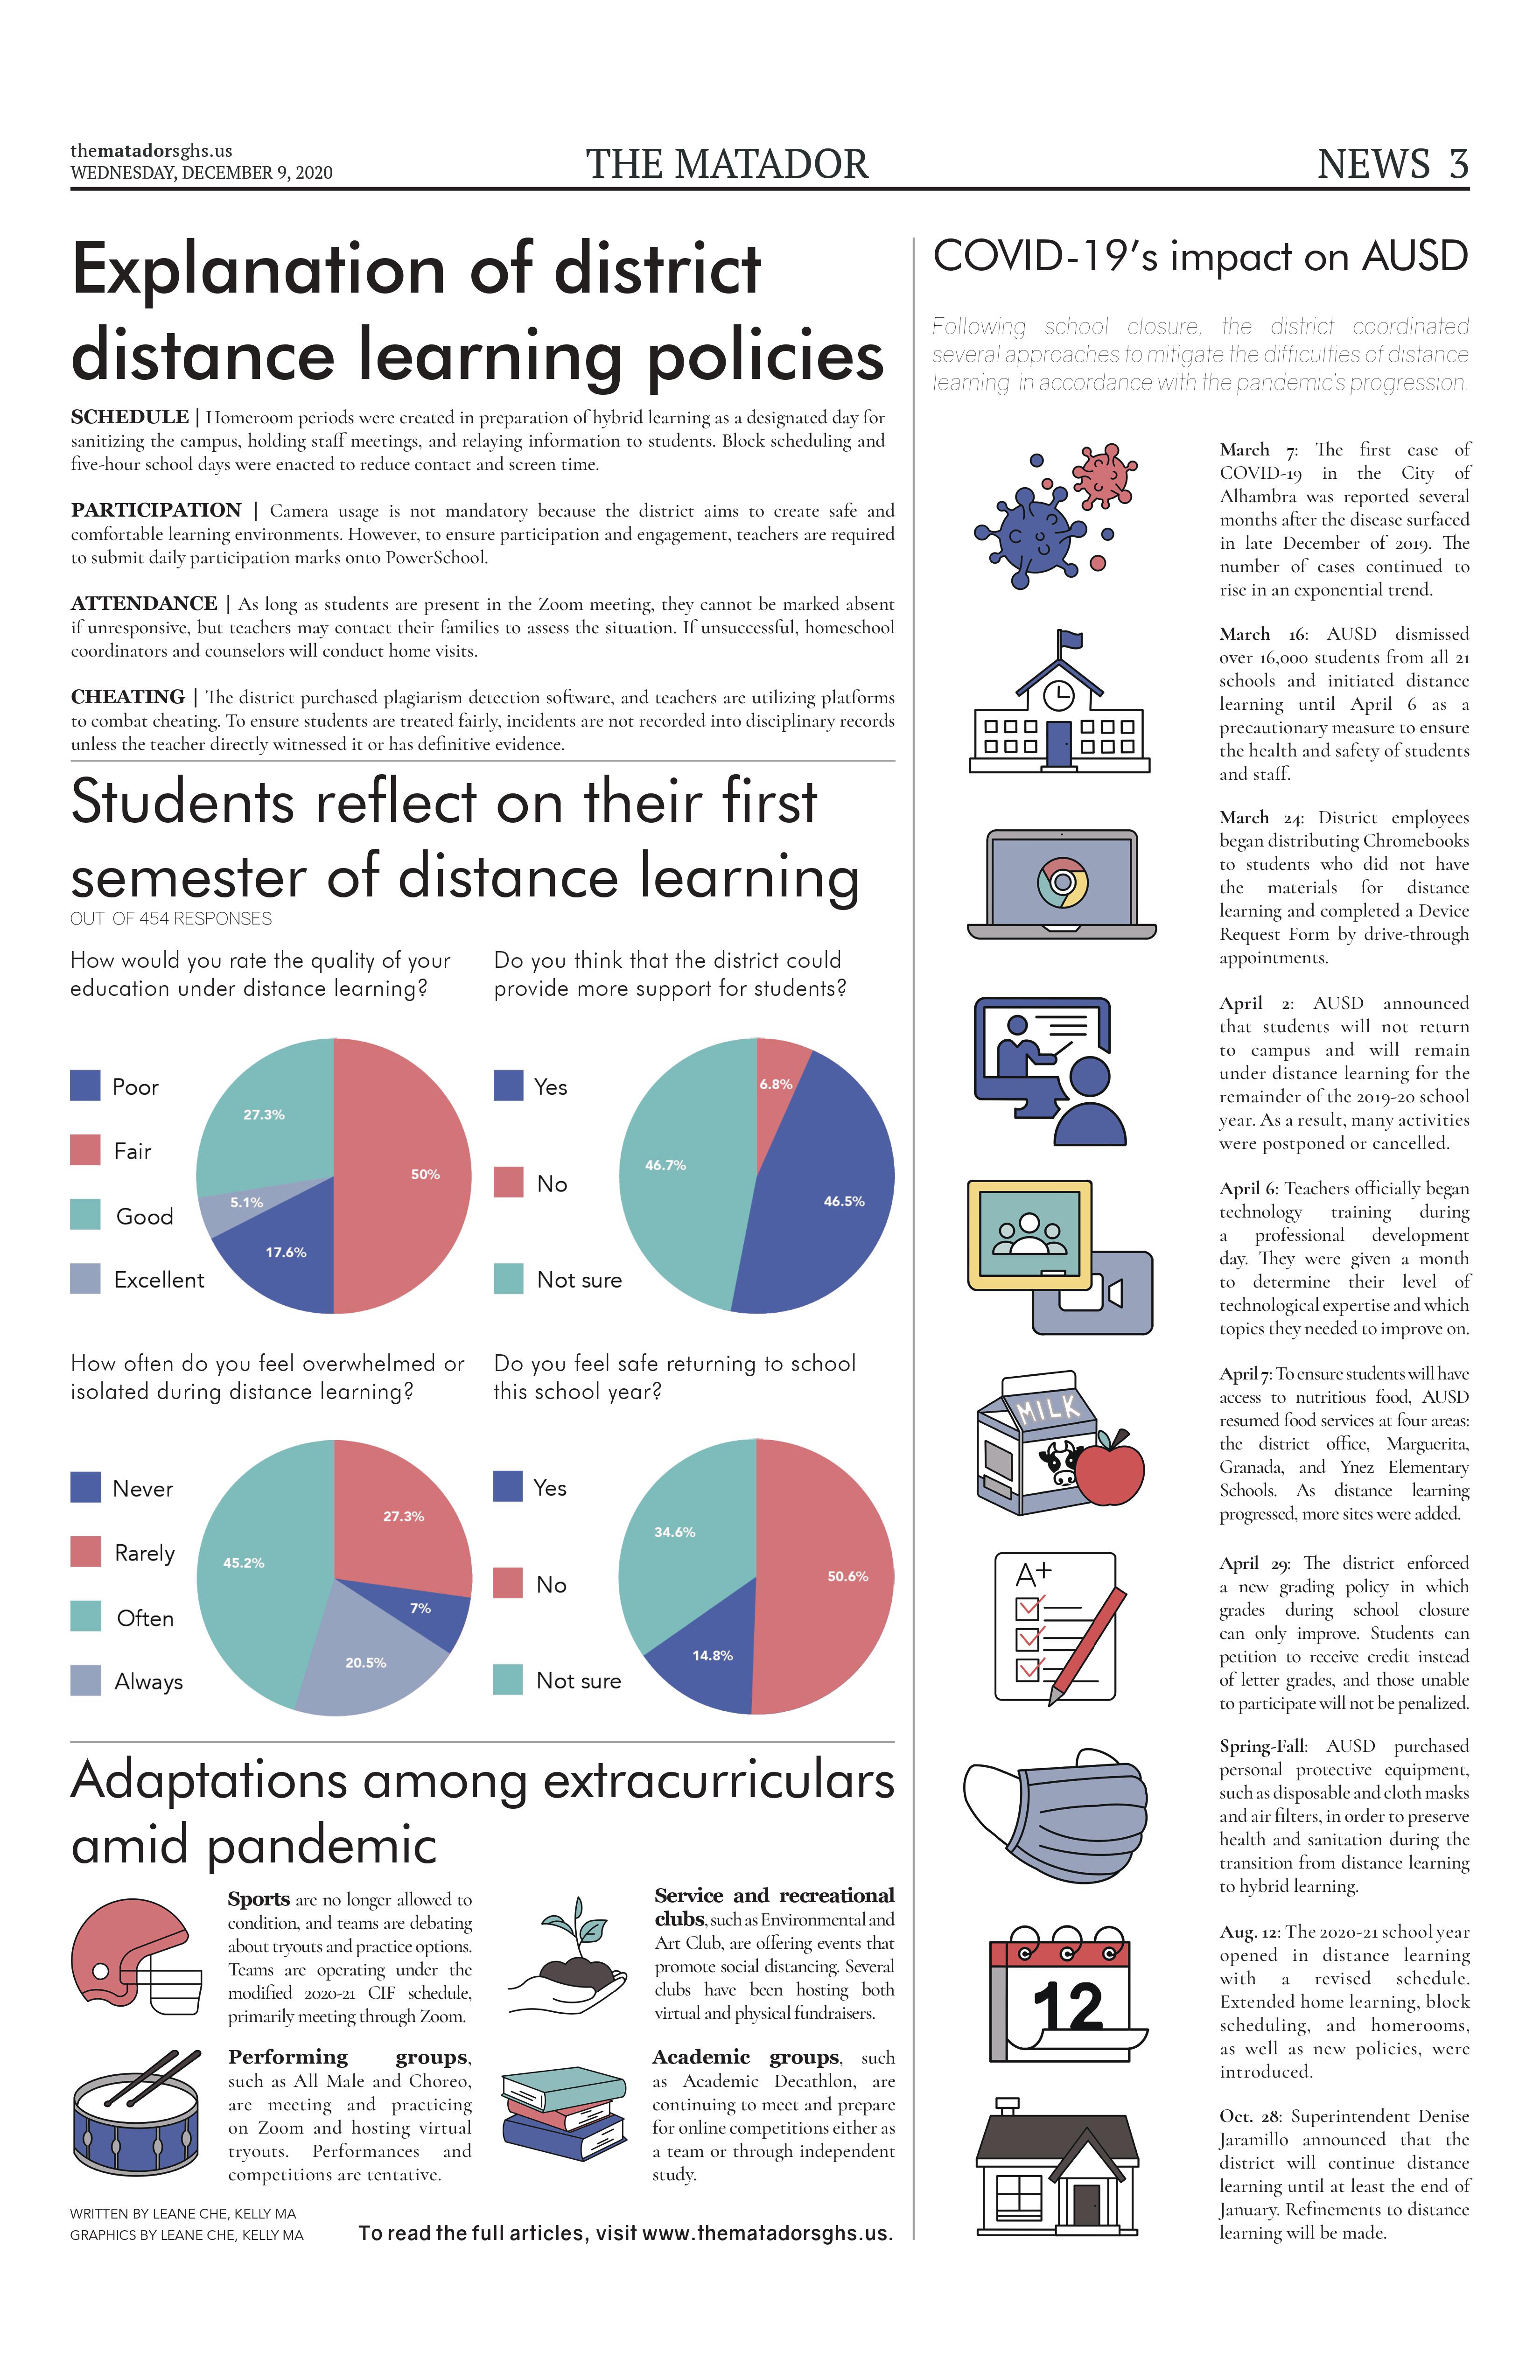 thematadorsghs.us
WEDNESDAY, DECEMBER 9, 2020
THE MATADOR
NEWS 3
Explanation of district
distance learning policies
SCHEDULE | Homeroom periods were created in preparation of hybrid learning as a designated day for
sanitizing the campus, holding staff meetings, and relaying information to students. Block scheduling and
five-hour school days were enacted to reduce contact and screen time.
PARTICIPATION | Camera usage is not mandatory because the district aims to create safe and
comfortable learning environments. However, to ensure participation and engagement, teachers are required
to submit daily participation marks onto PowerSchool.
ATTENDANCE | As long as students are present in the Zoom meeting, they cannot be marked absent
if unresponsive, but teachers may contact their families to assess the situation. If unsuccessful, homeschool
coordinators and counselors will conduct home visits.
CHEATING | The district purchased plagiarism detection software, and teachers are utilizing platforms
to combat cheating. To ensure students are treated fairly, incidents are not recorded into disciplinary records
unless the teacher directly witnessed it or has definitive evidence.
Students reflect on their first
semester of distance learning
OUT OF 454 RESPONSES
How would you rate the quality of your
education under distance learning?
Poor
Fair
Good
Excellent
27.3%
50%
5.1%
17.6%
Do you think that the district could
provide more support for students?
Yes
No
Not sure
6.8%
46.7%
46.5%
How often do you feel overwhelmed or
isolated during distance learning?
Never
Rarely
Often
Always
27.3%
45.2%
7%
20.5%
Do you feel safe returning to school
this school year?
Yes
No
Not sure
34.6%
50.6%
14.8%
Adaptations among extracurriculars
amid pandemic
Sports are no longer allowed to
condition, and teams are debating
about tryouts and practice options.
Teams are operating under the
modified 2020-21 CIF schedule,
primarily meeting through Zoom.
Service and recreational
clubs, such as Environmental and
Art Club, are offering events that
promote social distancing. Several
clubs have been hosting both
virtual and physical fundraisers.
Performing groups,
such as All Male and Choreo,
are meeting and practicing
on Zoom and hosting virtual
tryouts. Performances and
competitions are tentative.
Academic groups, such
as Academic Decathlon, are
continuing to meet and prepare
for online competitions either as
a team or through independent
study.
WRITTEN BY LEANE CHE, KELLY MA
GRAPHICS BY LEANE CHE, KELLY MA
To read the full articles, visit www.thematadorsghs.us.
COVID-19's impact on AUSD
Following school closure, the district coordinated
several approaches to mitigate the difficulties of distance
learning in accordance with the pandemic's progression.
March 7: The first case of
COVID-19 in the City of
Alhambra was reported several
months after the disease surfaced
in late December of 2019. The
number of cases continued to
rise in an exponential trend.
March 16: AUSD dismissed
over 16,000 students from all 21
schools and initiated distance
learning until April 6 as a
precautionary measure to ensure
the health and safety of students
and staff.
March 24: District employees
began distributing Chromebooks
to students who did not have
the materials for distance
learning and completed a Device
Request Form by drive-through
appointments.
April 2: AUSD announced
that students will not return
to campus and will remain
under distance learning for the
remainder of the 2019-20 school
year. As a result, many activities
were postponed or cancelled.
April 6: Teachers officially began
technology training during
a professional development
day. They were given a month
to determine their level of
technological expertise and which
topics they needed to improve on.
MILK
April 7: To ensure students will have
access to nutritious food, AUSD
resumed food services at four areas:
the district office, Marguerita,
Granada, and Ynez Elementary
Schools. As distance learning
progressed, more sites were added.
A+
April 29: The district enforced
a new grading policy in which
grades during school closure
can only improve. Students can
petition to receive credit instead
of letter grades, and those unable
to participate will not be penalized.
Spring-Fall: AUSD purchased
personal protective equipment,
such as disposable and cloth masks
and air filters, in order to preserve
health and sanitation during the
transition from distance learning
to hybrid learning.
12
Aug. 12: The 2020-21 school year
opened in distance learning
with a revised schedule.
Extended home learning, block
scheduling, and homerooms,
as well as new policies, were
introduced.
Oct. 28: Superintendent Denise
Jaramillo announced that the
district will continue distance
learning until at least the end of
January. Refinements to distance
learning will be made.